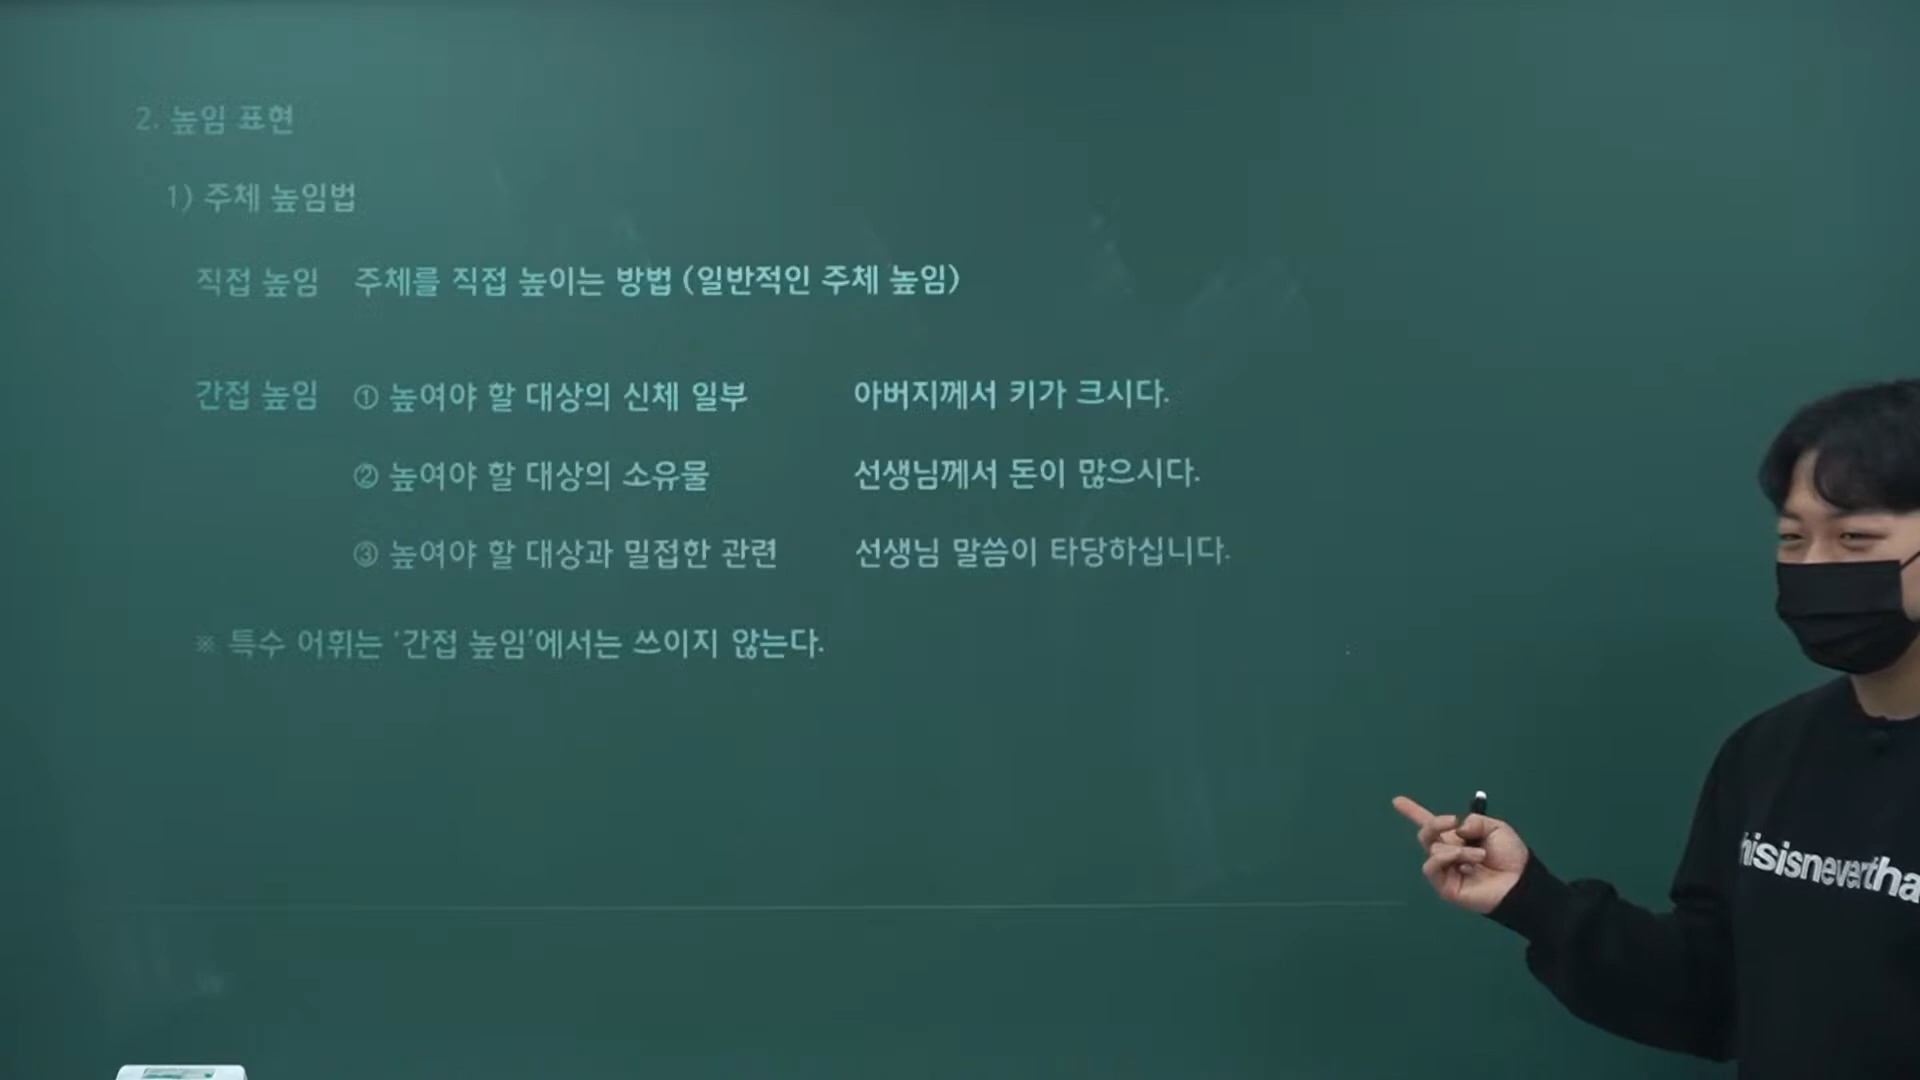 2. 높임 표현
1) 주체 높임법
직접 높임 주체를 직접 높이는 방법 (일반적인 주체 높임)
간접 높임 ① 높여야 할 대상의 신체 일부 아버지께서 키가 크시다.
② 높여야 할 대상의 소유물 선생님께서 돈이 많으시다.
③ 높여야 할 대상과 밀접한 관련 선생님 말씀이 타당하십니다.
※ 특수 어휘는 ‘간접 높임’에서는 쓰이지 않는다.
hisisnevertha